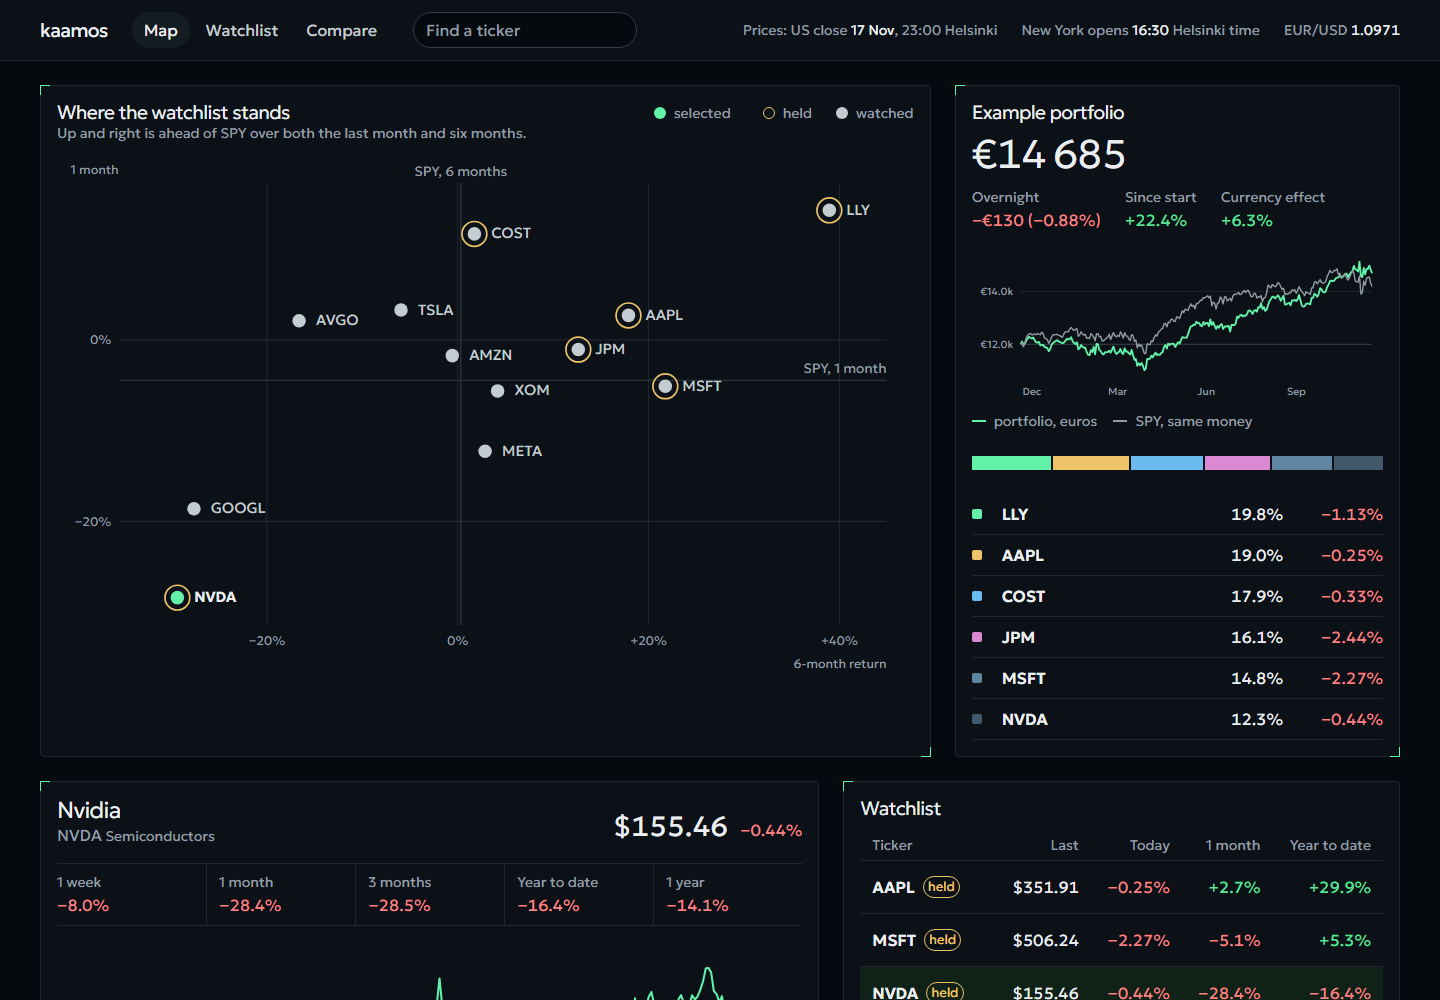 kaamos Map Watchlist Compare Find a ticker Prices: US close 17 Nov, 23:00 Helsinki New York opens 16:30 Helsinki time EUR/USD 1.0971
Where the watchlist stands
Up and right is ahead of SPY over both the last month and six months.
selected held watched
1 month
SPY, 6 months
LLY
COST
TSLA
AVGO
AAPL
0%
JPM
AMZN
SPY, 1 month
MSFT
XOM
META
GOOGL
−20%
NVDA
−20% 0% +20% +40%
6-month return
Example portfolio
€14 685
Overnight Since start Currency effect
−€130 (−0.88%) +22.4% +6.3%
€14.0k
€12.0k
Dec Mar Jun Sep
portfolio, euros SPY, same money
LLY 19.8% −1.13%
AAPL 19.0% −0.25%
COST 17.9% −0.33%
JPM 16.1% −2.44%
MSFT 14.8% −2.27%
NVDA 12.3% −0.44%
Nvidia
NVDA Semiconductors
$155.46 −0.44%
1 week 1 month 3 months Year to date 1 year
−8.0% −28.4% −28.5% −16.4% −14.1%
Watchlist
Ticker Last Today 1 month Year to date
AAPL held $351.91 −0.25% +2.7% +29.9%
MSFT held $506.24 −2.27% −5.1% +5.3%
NVDA held $155.46 −0.44% −28.4% −16.4%